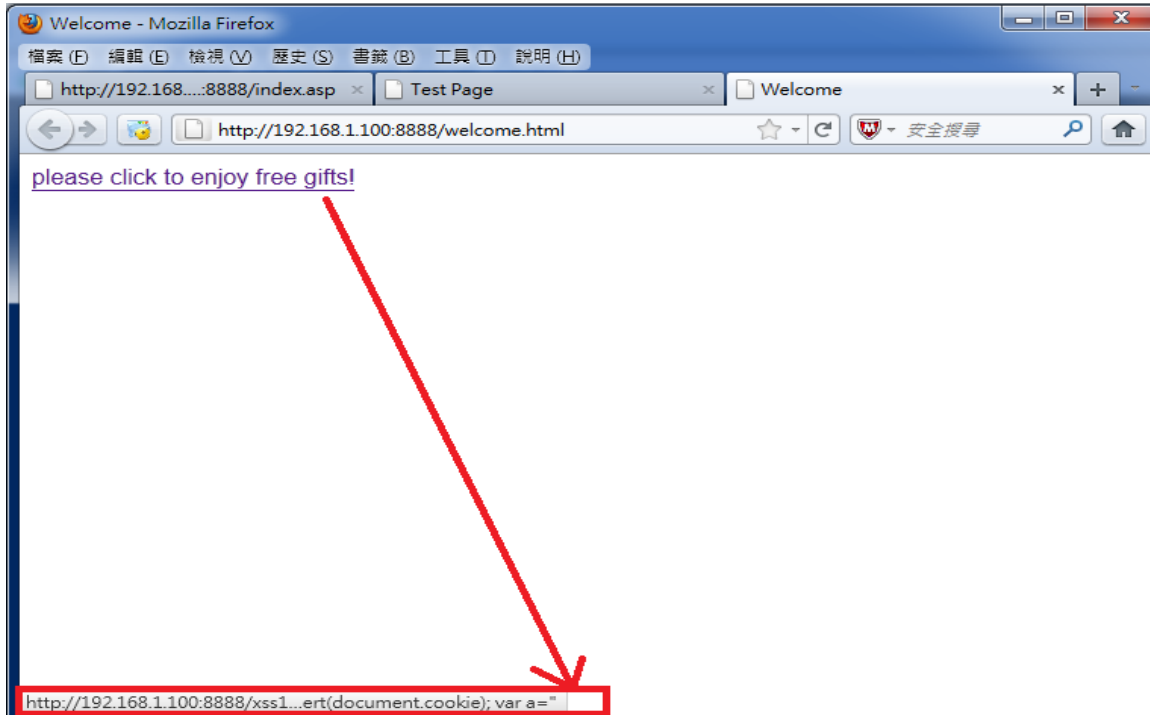 Welcome - Mozilla Firefox
檔案 (F) 編輯 (E) 檢視 (V) 歷史 (S) 書籤 (B) 工具 (T) 說明 (H)
http://192.168....:8888/index.asp × Test Page × Welcome × +
http://192.168.1.100:8888/welcome.html 安全搜尋
please click to enjoy free gifts!
http://192.168.1.100:8888/xss1...ert(document.cookie); var a="